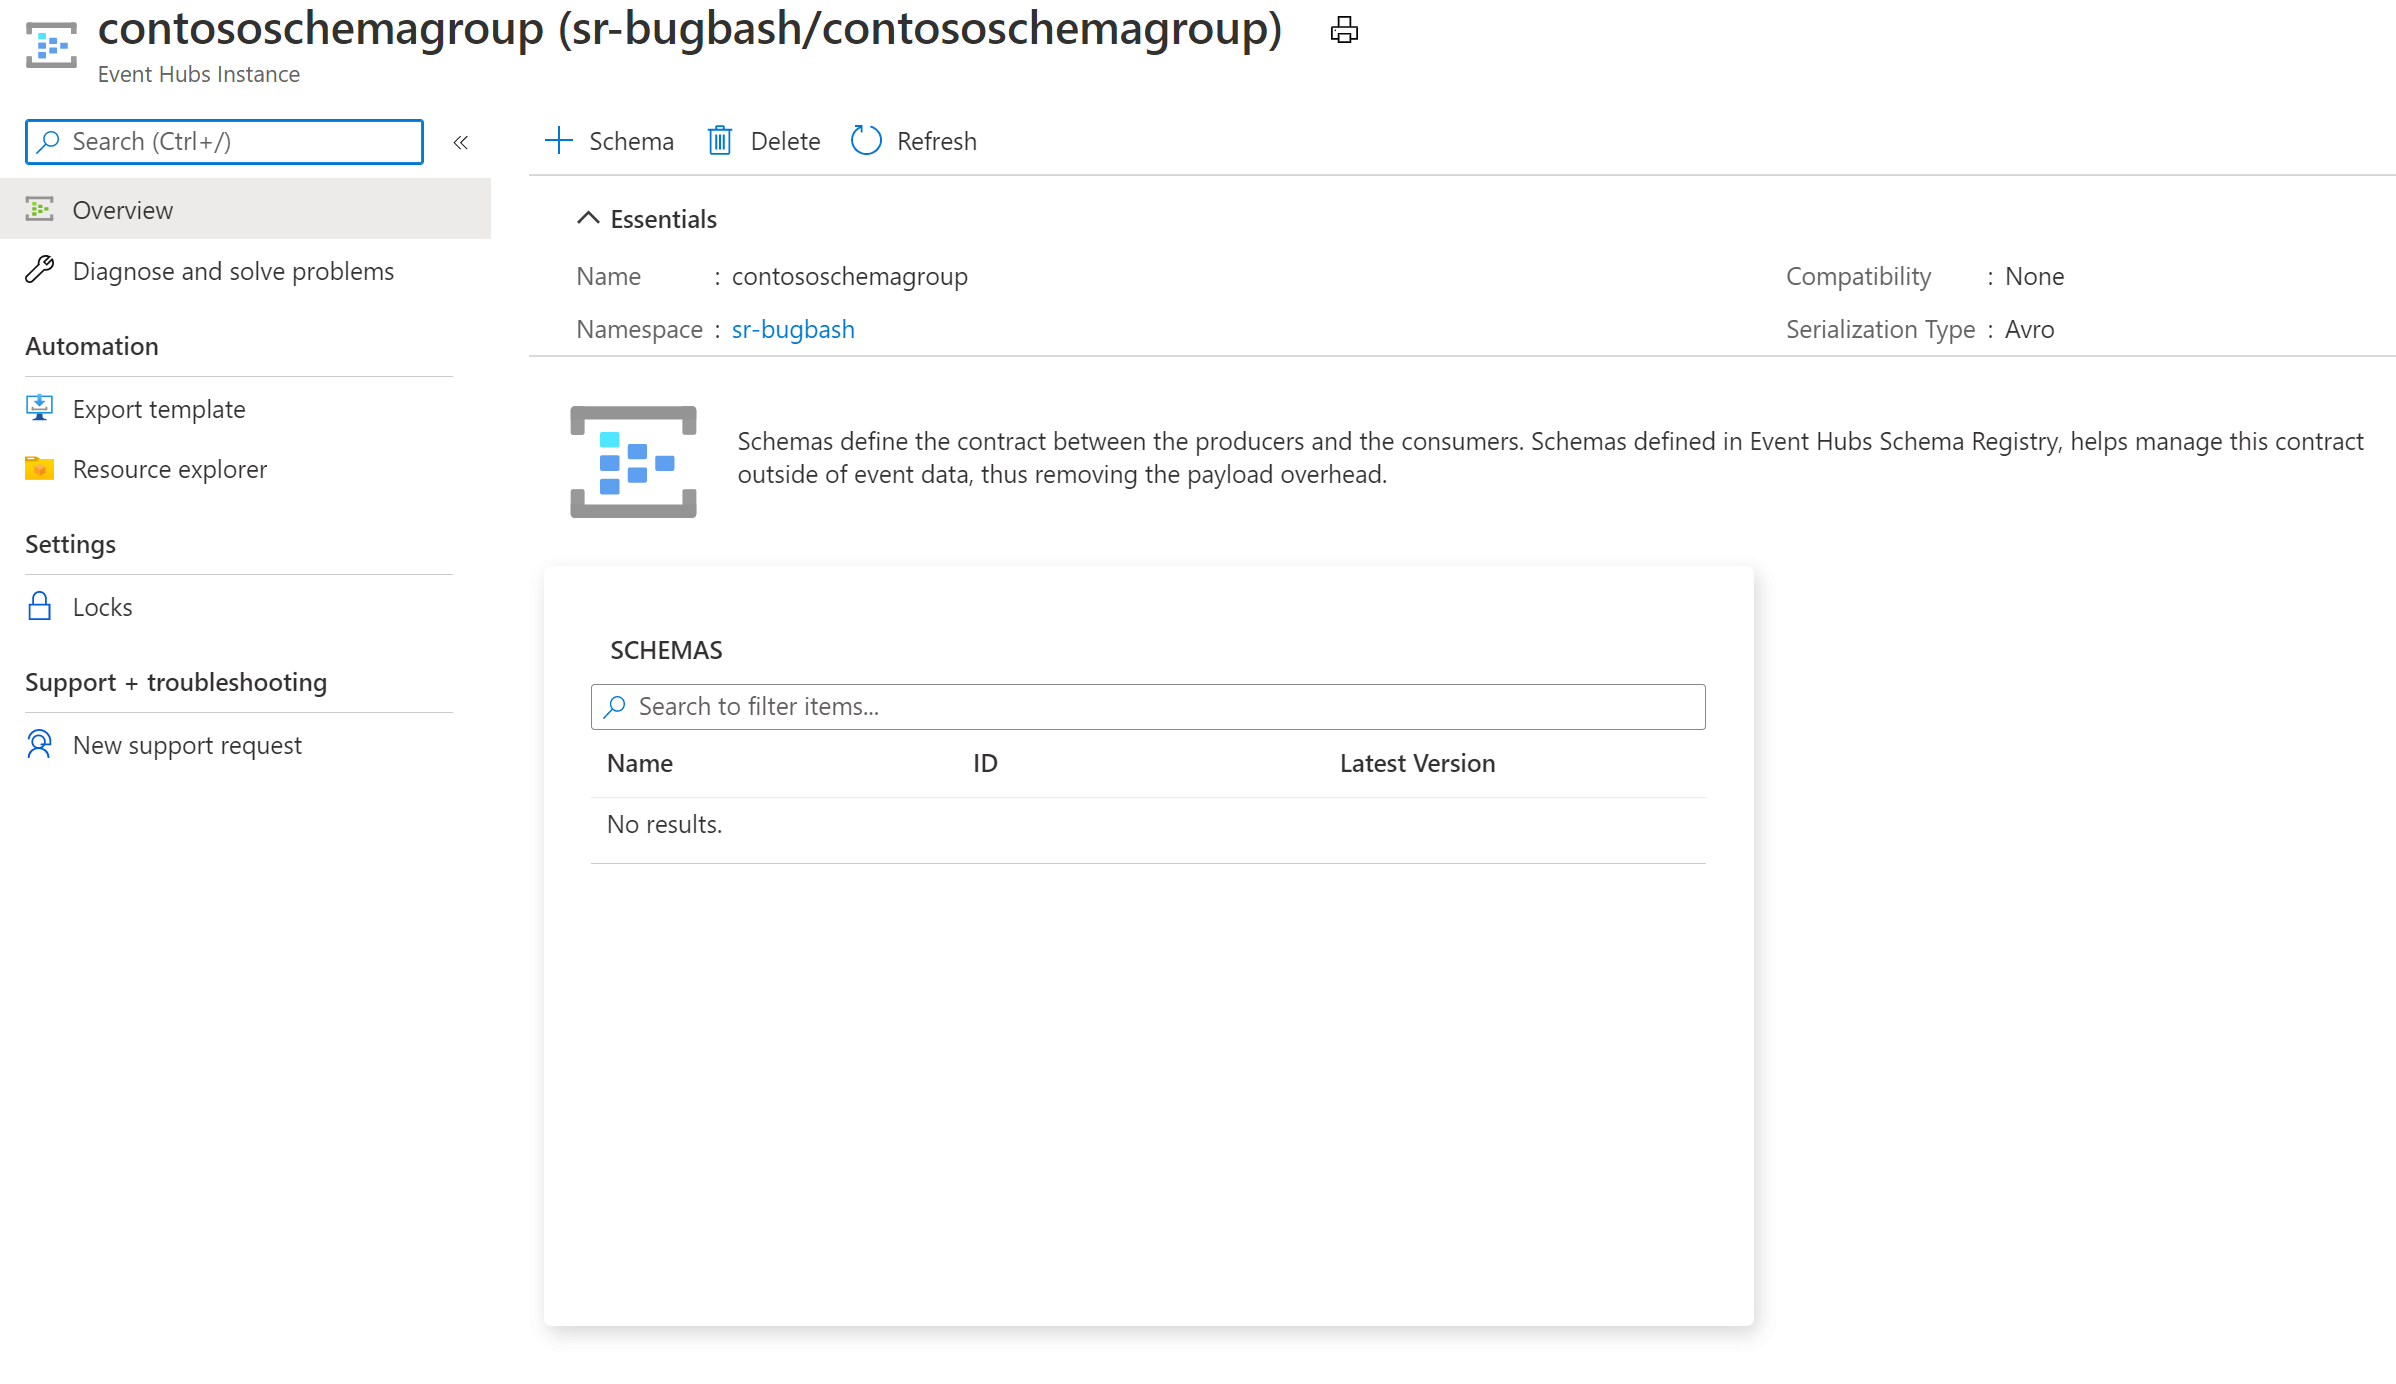 contososchemagroup (sr-bugbash/contososchemagroup)
Event Hubs Instance
Search (Ctrl+/)
Overview
Diagnose and solve problems
Automation
Export template
Resource explorer
Settings
Locks
Support + troubleshooting
New support request
Schema Delete Refresh
Essentials
Name : contososchemagroup
Namespace : sr-bugbash
Compatibility : None
Serialization Type : Avro
Schemas define the contract between the producers and the consumers. Schemas defined in Event Hubs Schema Registry, helps manage this contract
outside of event data, thus removing the payload overhead.
SCHEMAS
Search to filter items...
Name ID Latest Version
No results.